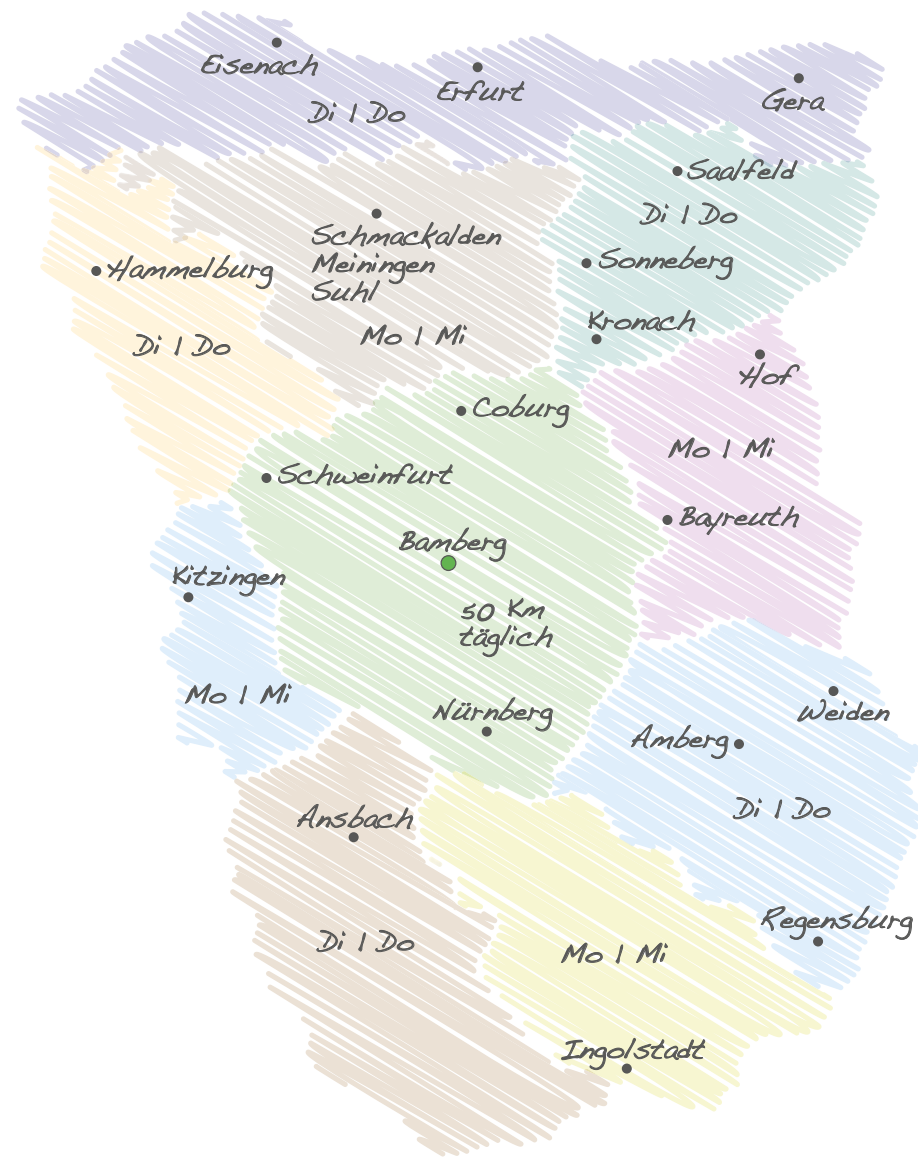 Eisenach
Erfurt
Gera
Di | Do
Saalfeld
Di | Do
Schmackalden
Meiningen
Suhl
Mo | Mi
Sonneberg
Kronach
Hammelburg
Di | Do
Hof
Mo | Mi
Bayreuth
Coburg
Schweinfurt
Bamberg
50 Km
täglich
Nürnberg
Kitzingen
Mo | Mi
Weiden
Amberg
Di | Do
Regensburg
Ansbach
Di | Do
Mo | Mi
Ingolstadt